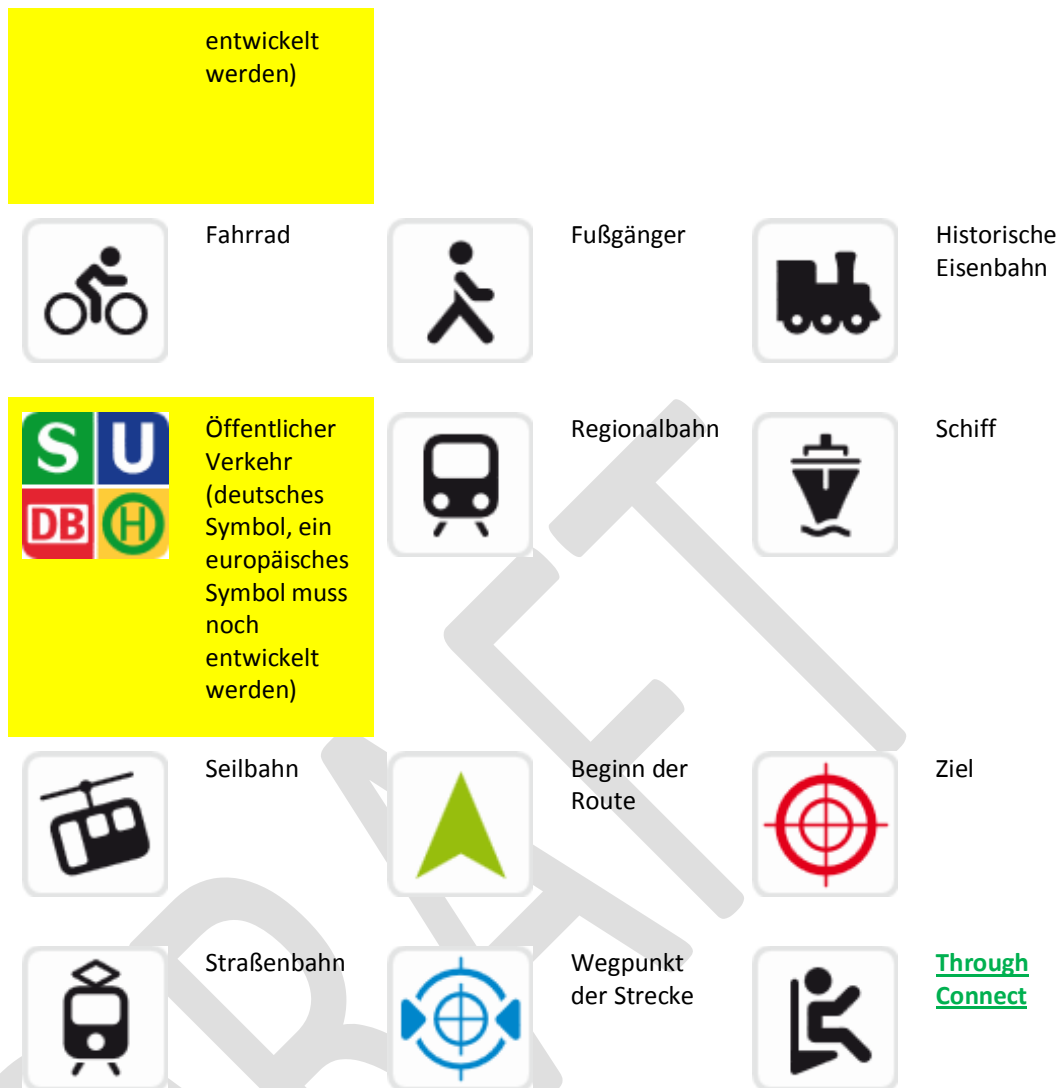 entwickelt
werden)
Fahrrad
Fußgänger
Historische
Eisenbahn
S U
DB H
Öffentlicher
Verkehr
(deutsches
Symbol, ein
europäisches
Symbol muss
noch
entwickelt
werden)
Regionalbahn
Schiff
Seilbahn
Beginn der
Route
Ziel
Straßenbahn
Wegpunkt
der Strecke
Through
Connect
DRAFT